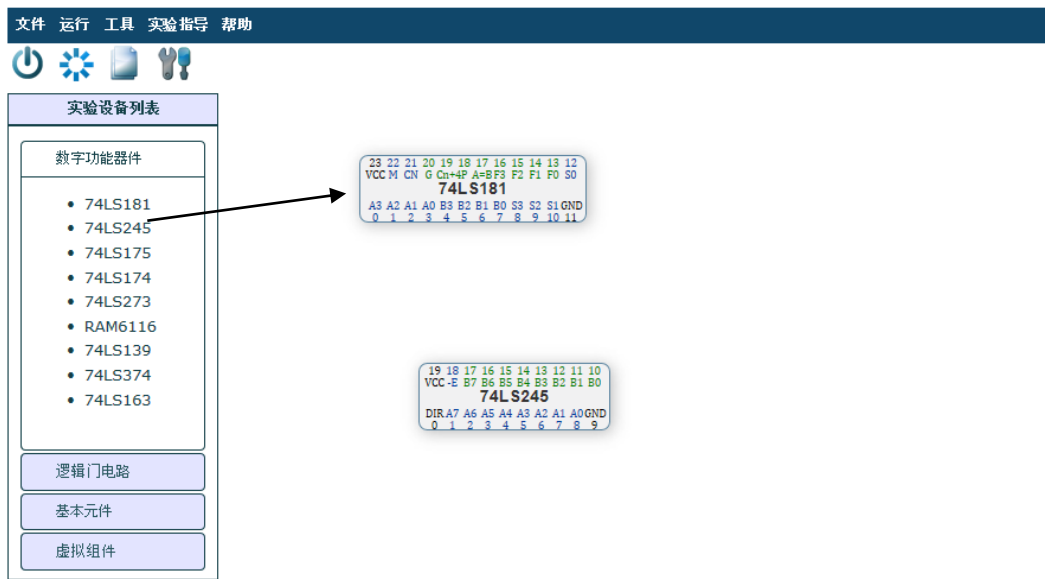 文件 运行 工具 实验指导 帮助
实验设备列表
数字功能器件
74LS181
74LS245
74LS175
74LS174
74LS273
RAM6116
74LS139
74LS374
74LS163
逻辑门电路
基本元件
虚拟组件
23 22 21 20 19 18 17 16 15 14 13 12
VCC M CN G Cn+4P A=B F3 F2 F1 F0 S0
74LS181
A3 A2 A1 A0 B3 B2 B1 B0 S3 S2 S1 GND
0 1 2 3 4 5 6 7 8 9 10 11
19 18 17 16 15 14 13 12 11 10
VCC -E B7 B6 B5 B4 B3 B2 B1 B0
74LS245
DIR A7 A6 A5 A4 A3 A2 A1 A0 GND
0 1 2 3 4 5 6 7 8 9